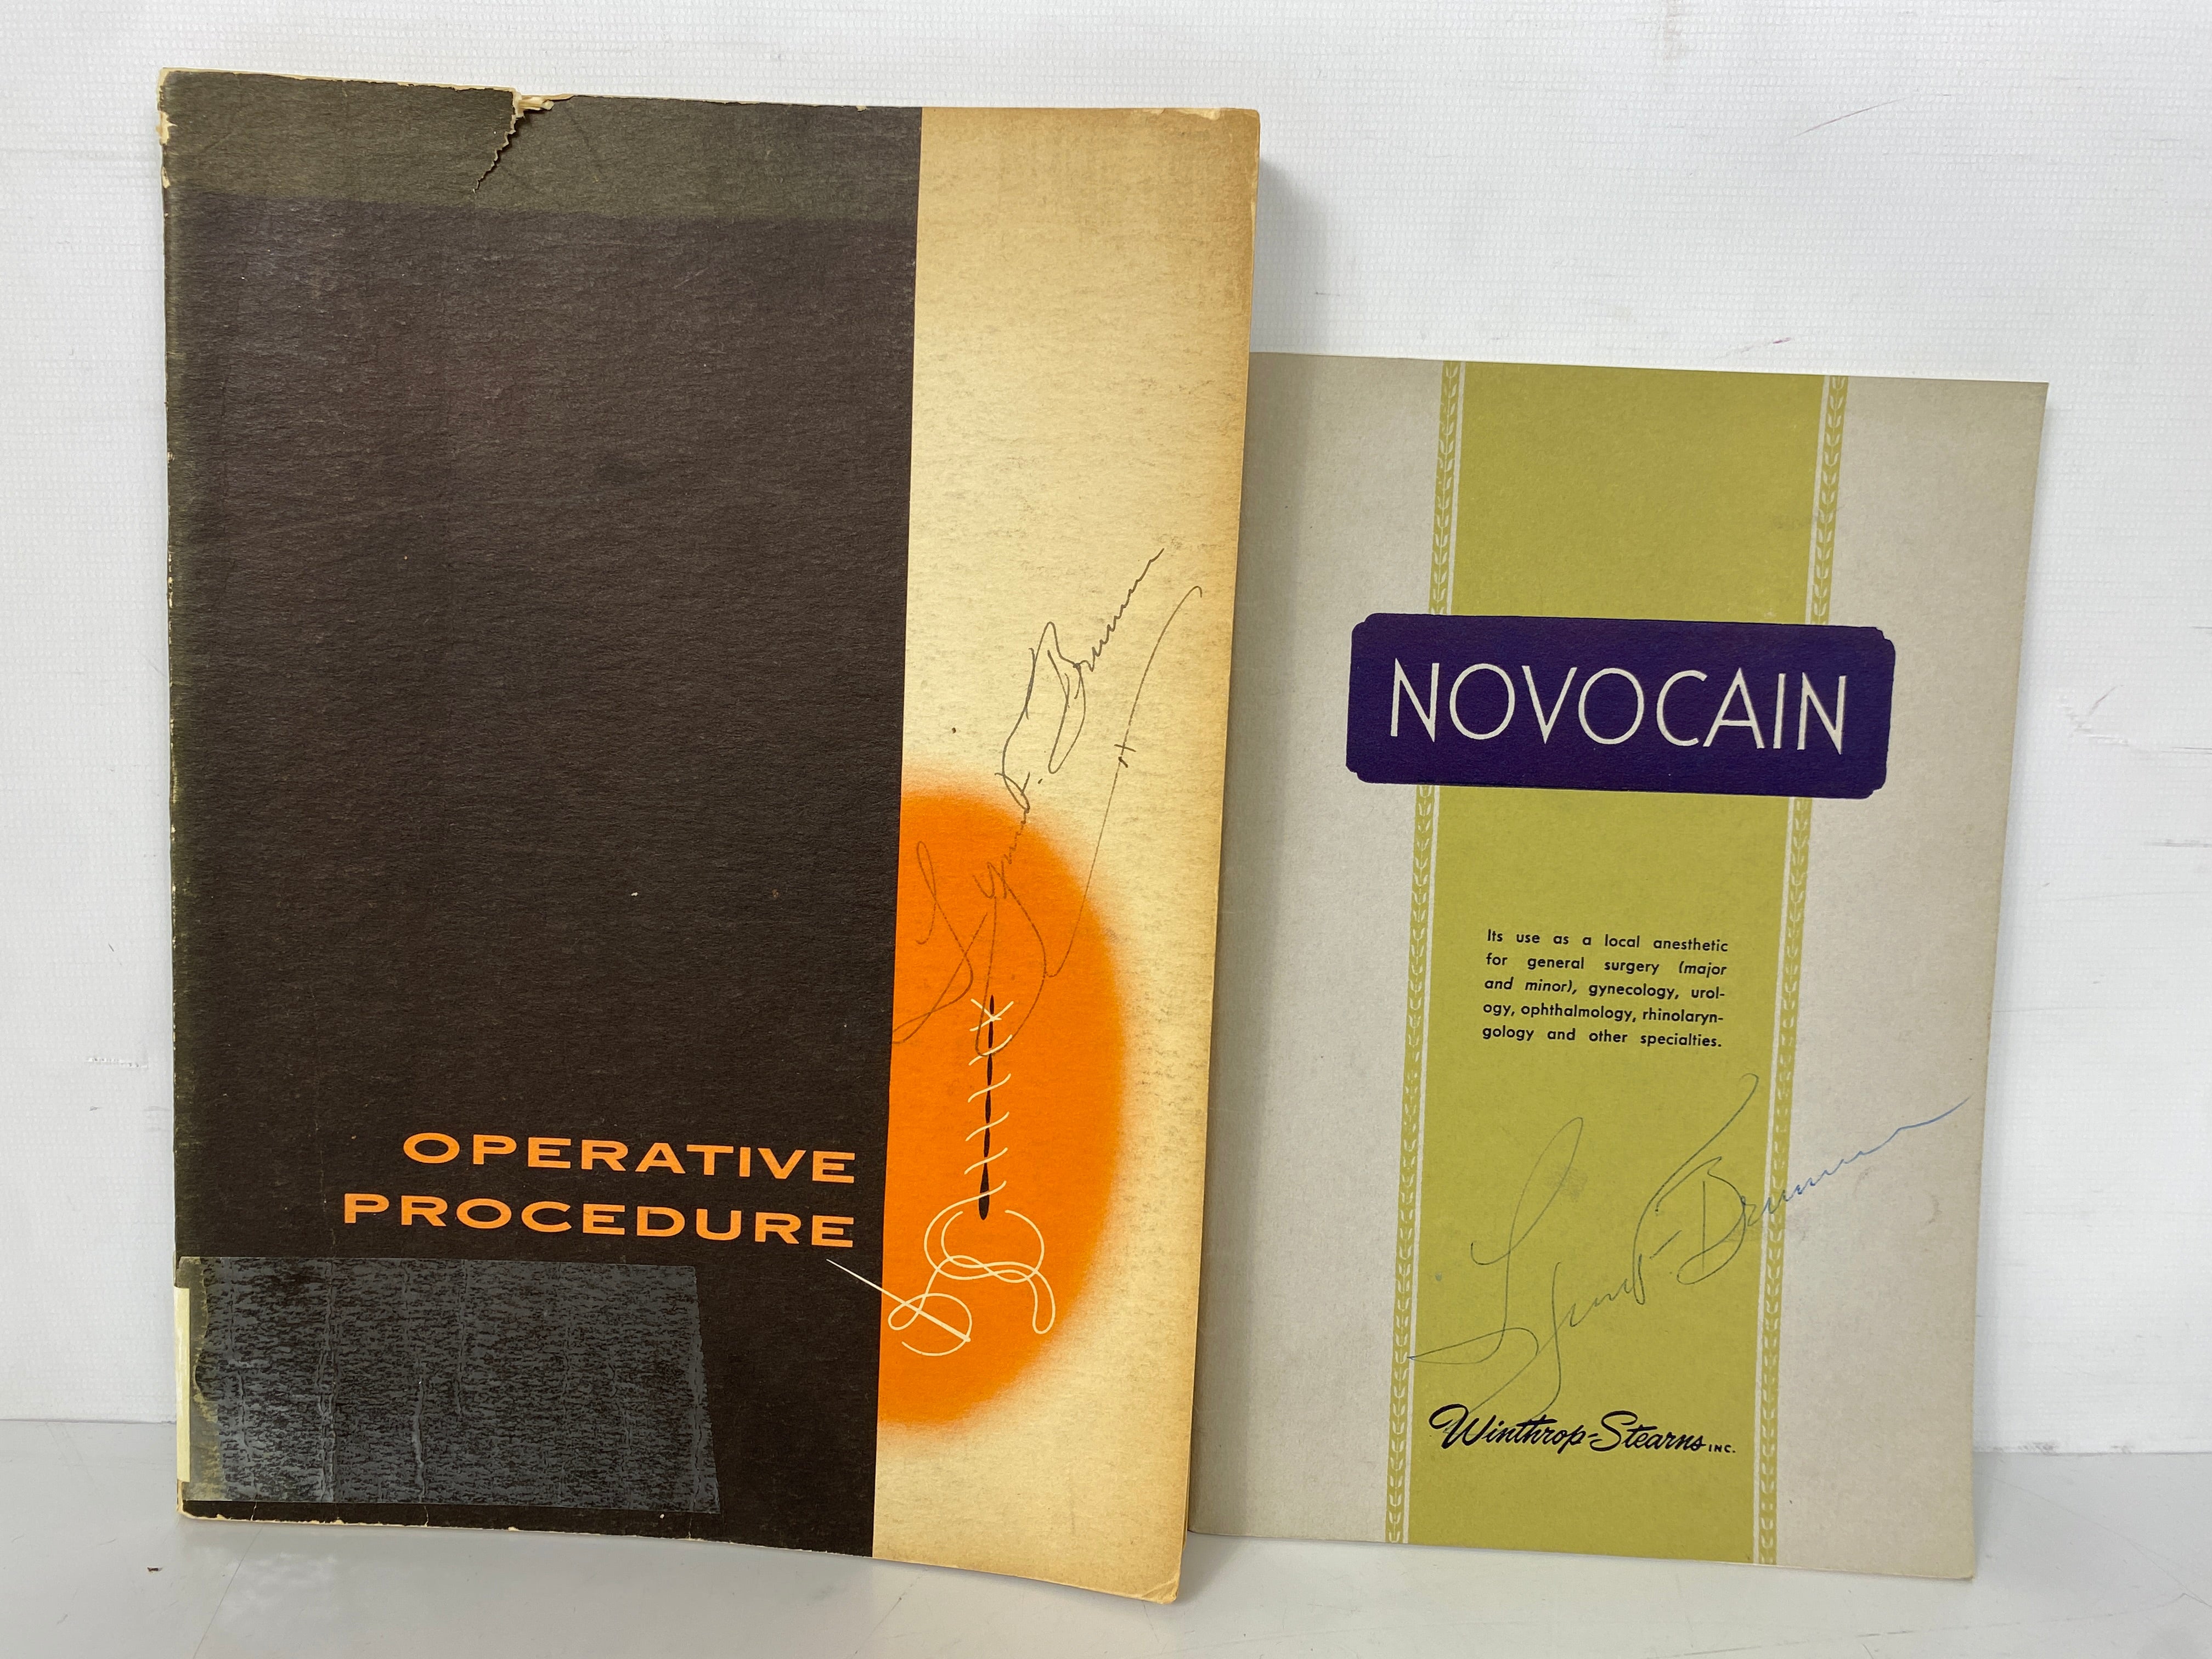 OPERATIVE
PROCEDURE
NOVOCAIN
Its use as a local anesthetic
for general surgery (major
and minor), gynecology, urol-
ogy, ophthalmology, rhinolaryn-
gology and other specialties.
Winthrop-Stearns INC.